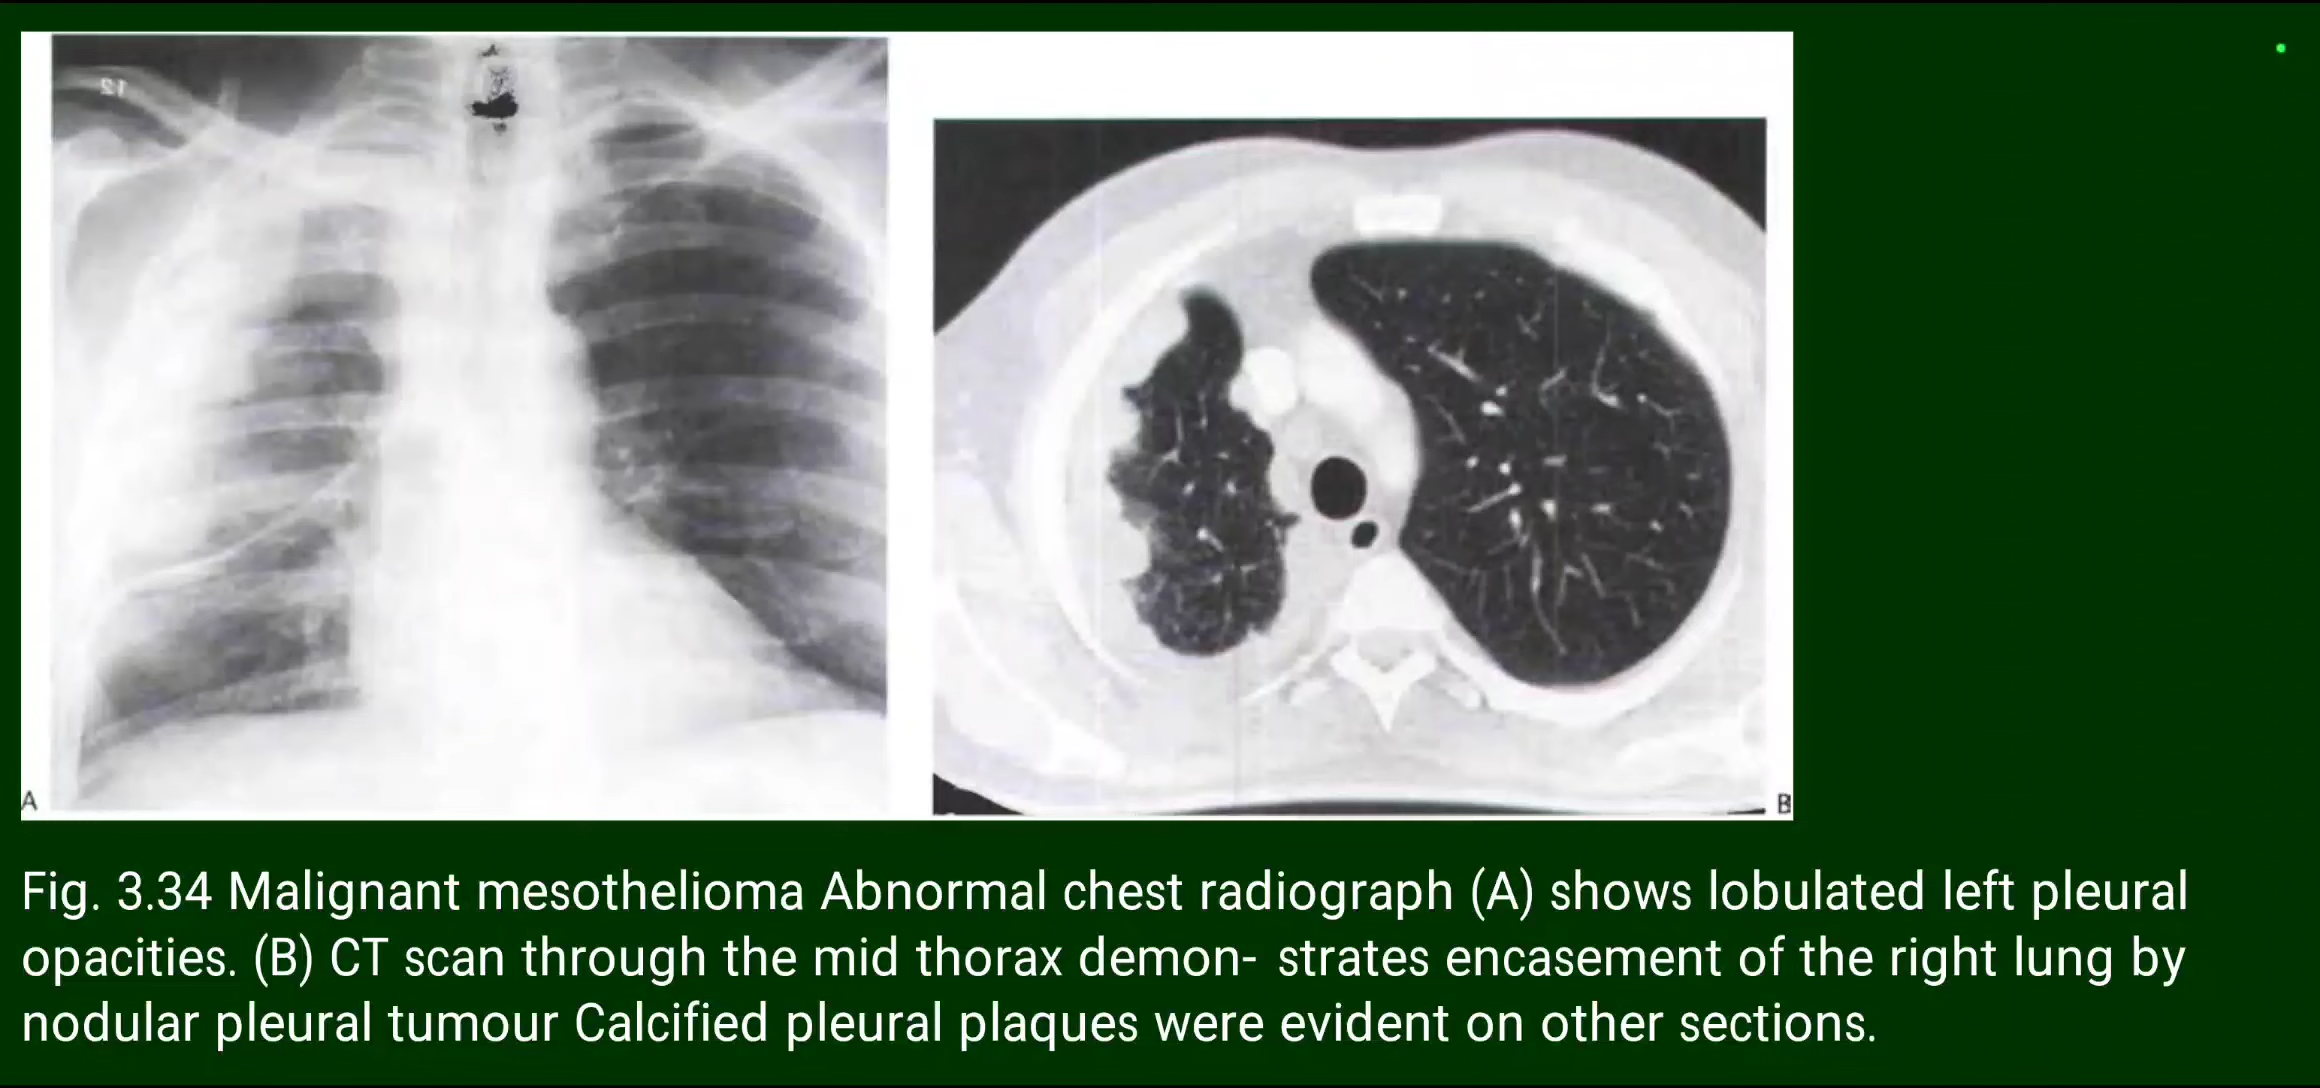 12
A
B
Fig. 3.34 Malignant mesothelioma Abnormal chest radiograph (A) shows lobulated left pleural
opacities. (B) CT scan through the mid thorax demon- strates encasement of the right lung by
nodular pleural tumour Calcified pleural plaques were evident on other sections.